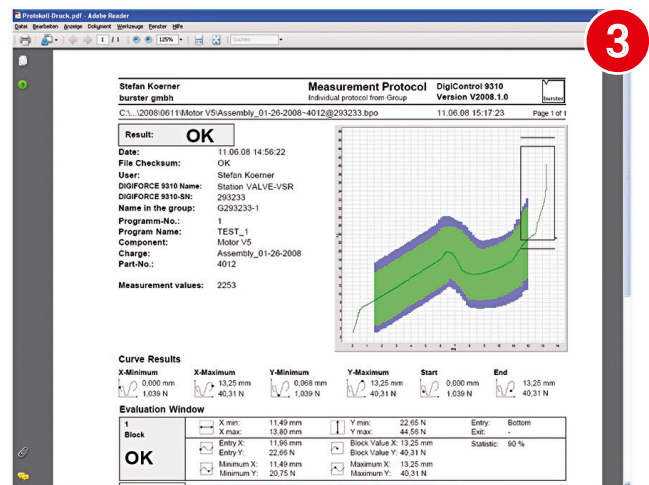 Protokoll-Druck.pdf - Adobe Reader
Datei Bearbeiten Anzeige Dokument Werkzeuge Fenster Hilfe
1 / 1 125% Suchen
3
Stefan Koerner Measurement Protocol DigiControl 9310
burster gmbh Individual protocol from Group Version V2008.1.0 burster
C:\...\2008\0611\Motor V5\Assembly_01-26-2008~4012@293233.bpo 11.06.08 15:17:23 Page 1 of 1
Result: OK
Date: 11.06.08 14:56:22
File Checksum: OK
User: Stefan Koerner
DIGIFORCE 9310 Name: Station VALVE-VSR
DIGIFORCE 9310-SN: 293233
Name in the group: G293233-1
Programm-No.: 1
Program Name: TEST_1
Component: Motor V5
Charge: Assembly_01-26-2008
Part-No.: 4012
Measurement values: 2253
Curve Results
X-Minimum X-Maximum Y-Minimum Y-Maximum Start End
0,000 mm 13,25 mm 0,068 mm 13,25 mm 0,000 mm 13,25 mm
1,039 N 40,31 N 1,039 N 40,31 N 1,039 N 40,31 N
Evaluation Window
1 X min: 11,49 mm Y min: 22,65 N Entry: Bottom
Block X max: 13,80 mm Y max: 44,56 N Exit: -
OK Entry X: 11,96 mm Block Value X: 13,25 mm Statistic: 90 %
Entry Y: 22,66 N Block Value Y: 40,31 N
Minimum X: 11,49 mm Maximum X: 13,25 mm
Minimum Y: 20,75 N Maximum Y: 40,31 N